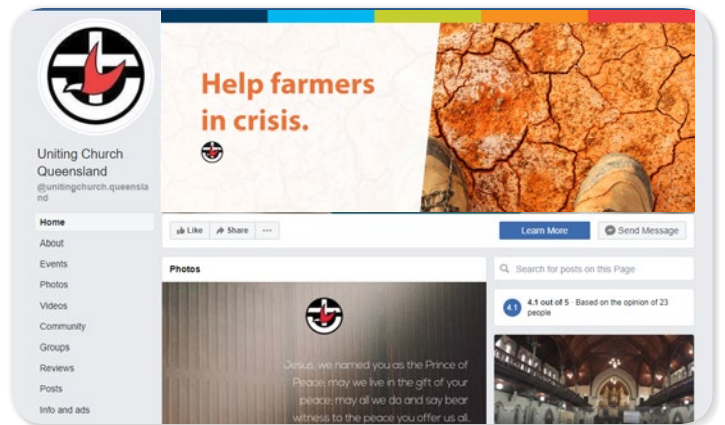 Help farmers
in crisis.
Uniting Church
Queensland
@unitingchurch.queensla
nd
Home
About
Events
Photos
Videos
Community
Groups
Reviews
Posts
Info and ads
Like Share ...
Learn More Send Message
Photos
Jesus, we named you as the Prince of
Peace; may we live in the gift of your
peace; may all we do and say bear
witness to the peace you offer us all.
Search for posts on this Page
4.1 4.1 out of 5 · Based on the opinion of 23
people